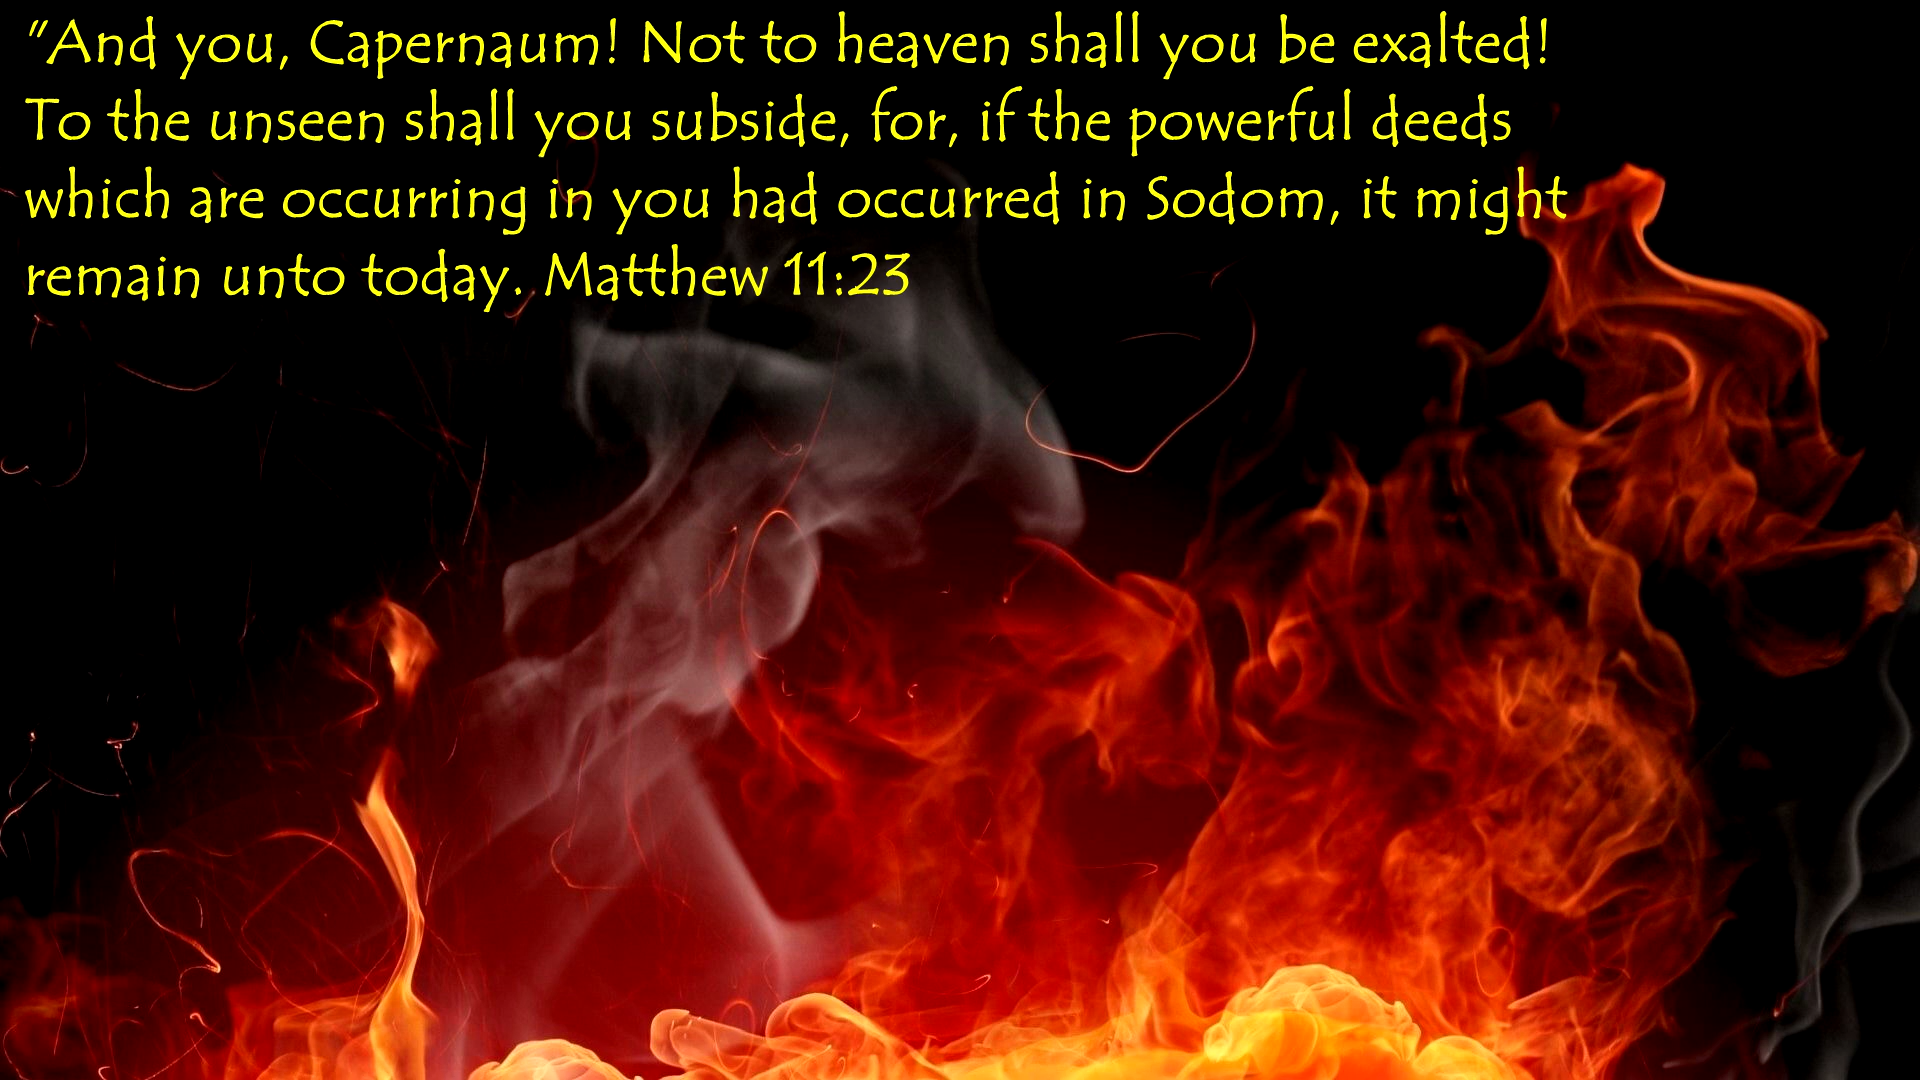 "And you, Capernaum! Not to heaven shall you be exalted!
To the unseen shall you subside, for, if the powerful deeds
which are occurring in you had occurred in Sodom, it might
remain unto today. Matthew 11:23